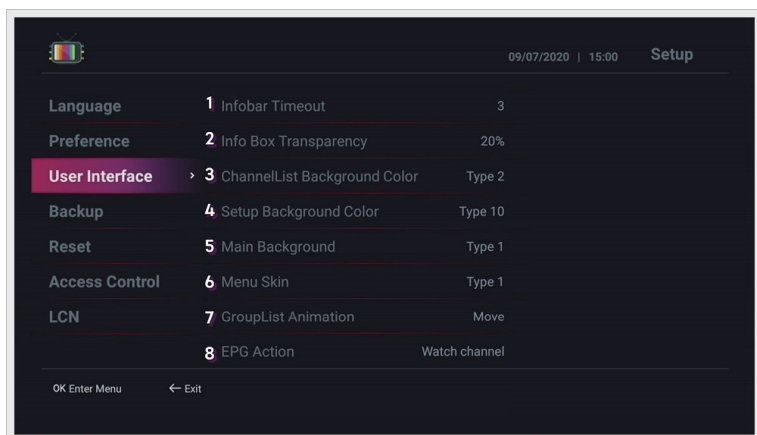 09/07/2020 | 15:00 Setup
Language
Preference
User Interface ›
Backup
Reset
Access Control
LCN
1 Infobar Timeout 3
2 Info Box Transparency 20%
3 ChannelList Background Color Type 2
4 Setup Background Color Type 10
5 Main Background Type 1
6 Menu Skin Type 1
7 GroupList Animation Move
8 EPG Action Watch channel
OK Enter Menu ← Exit